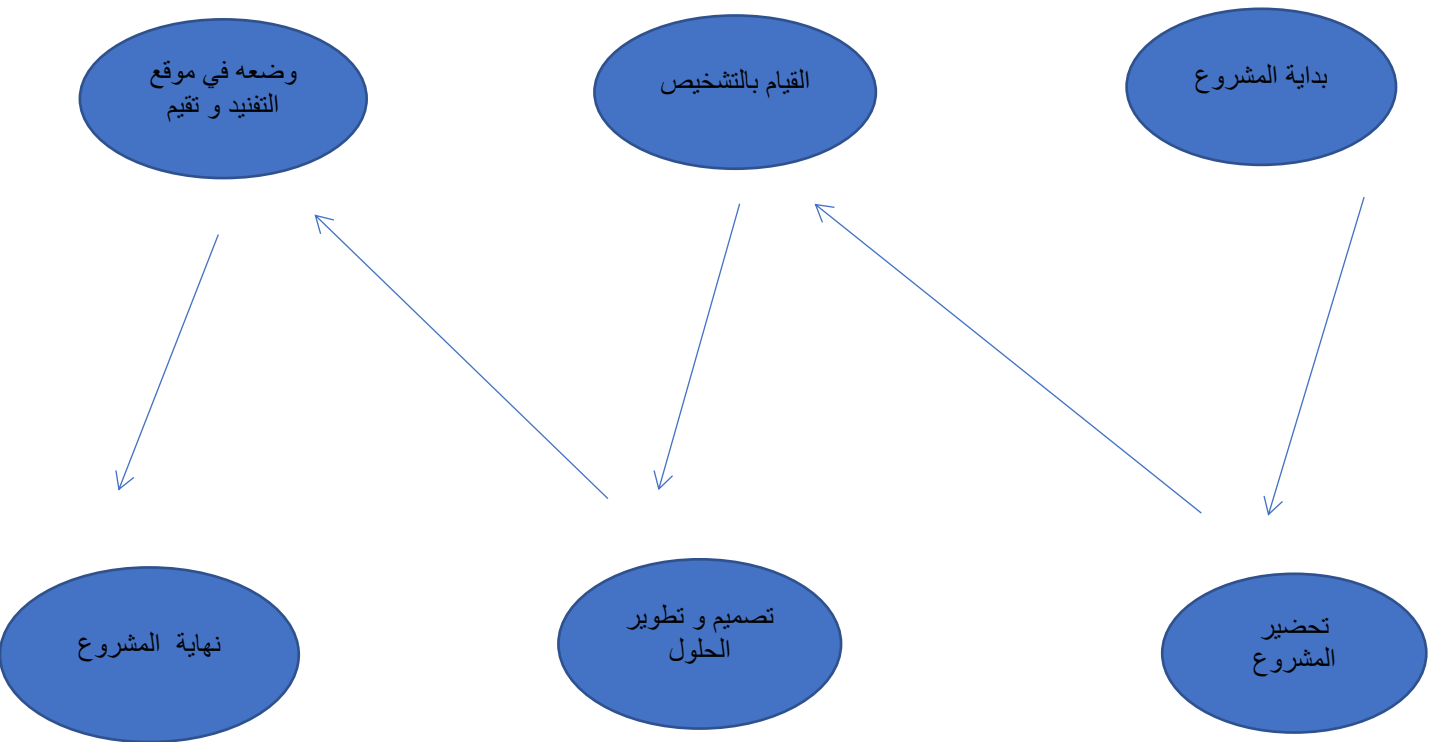 بداية المشروع
القيام بالتشخيص
وضعه في موقع
التفنيد و تقيم
تحضير
المشروع
تصميم و تطوير
الحلول
نهاية المشروع